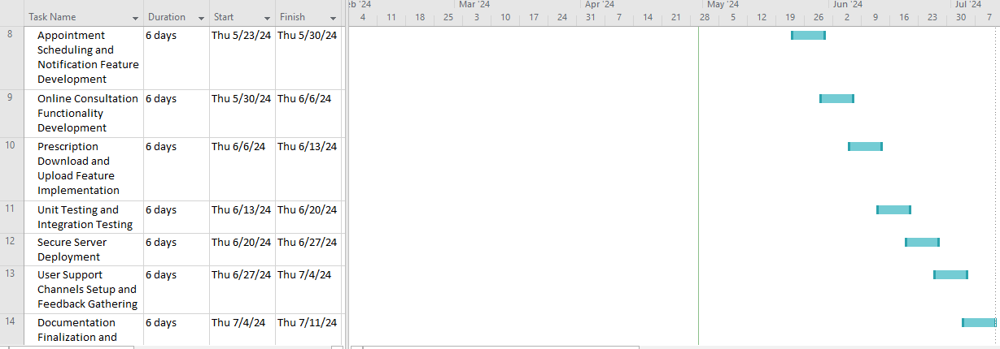 Task Name Duration Start Finish eb '24 Mar '24 Apr '24 May '24 Jun '24 Jul '24
4 11 18 25 3 10 17 24 31 7 14 21 28 5 12 19 26 2 9 16 23 30 7
8 Appointment 6 days Thu 5/23/24 Thu 5/30/24
Scheduling and
Notification Feature
Development
9 Online Consultation 6 days Thu 5/30/24 Thu 6/6/24
Functionality
Development
10 Prescription 6 days Thu 6/6/24 Thu 6/13/24
Download and
Upload Feature
Implementation
11 Unit Testing and 6 days Thu 6/13/24 Thu 6/20/24
Integration Testing
12 Secure Server 6 days Thu 6/20/24 Thu 6/27/24
Deployment
13 User Support 6 days Thu 6/27/24 Thu 7/4/24
Channels Setup and
Feedback Gathering
14 Documentation 6 days Thu 7/4/24 Thu 7/11/24
Finalization and